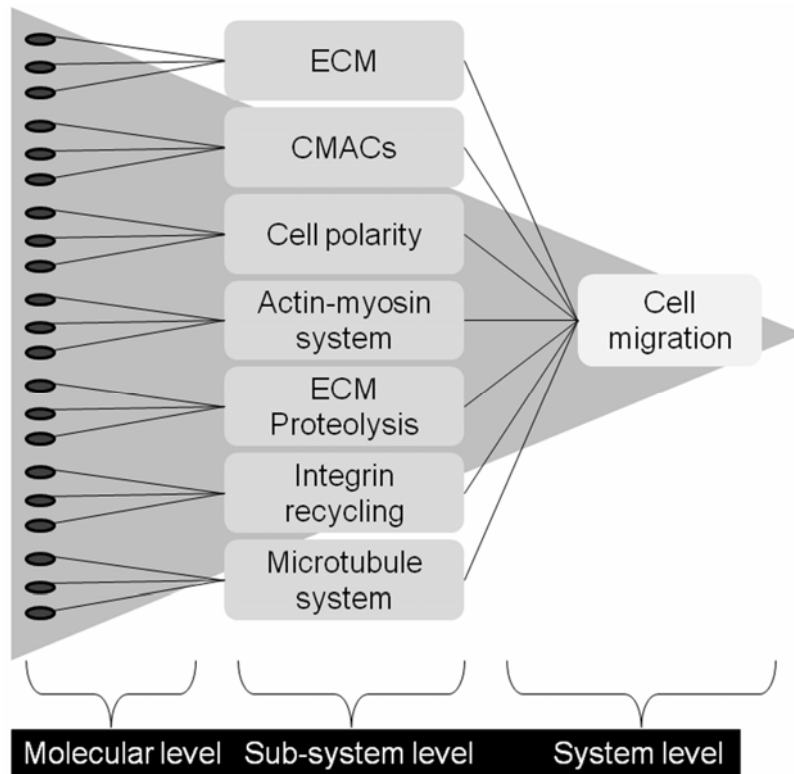 ECM
CMACs
Cell polarity
Actin-myosin
system
ECM
Proteolysis
Integrin
recycling
Microtubule
system
Cell
migration
Molecular level Sub-system level System level